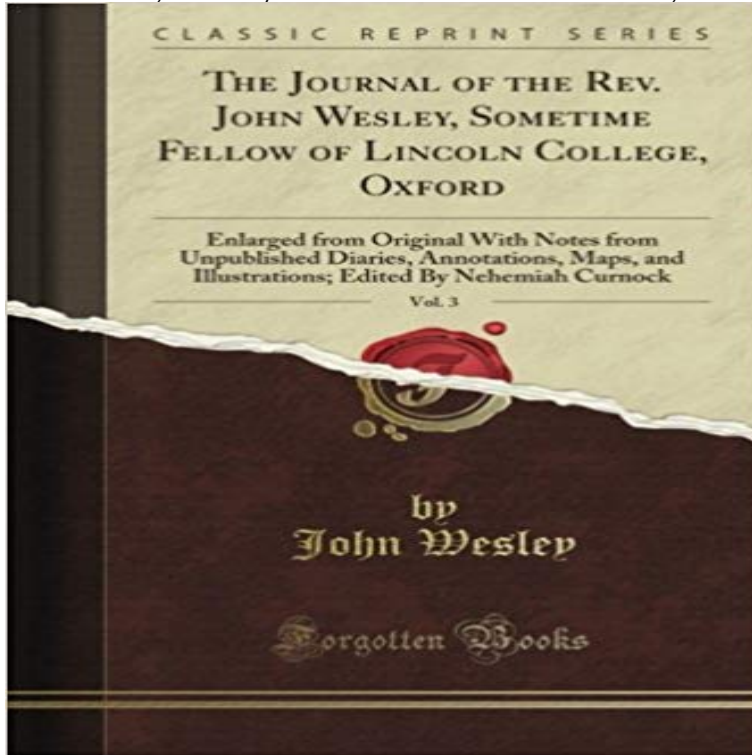 CLASSIC REPRINT SERIES
THE JOURNAL OF THE REV.
JOHN WESLEY, SOMETIME
FELLOW OF LINCOLN COLLEGE,
OXFORD
Enlarged from Original With Notes from
Unpublished Diaries, Annotations, Maps, and
Illustrations; Edited By Nehemiah Curnock
Vol. 3
by
John Wesley
Forgotten Books